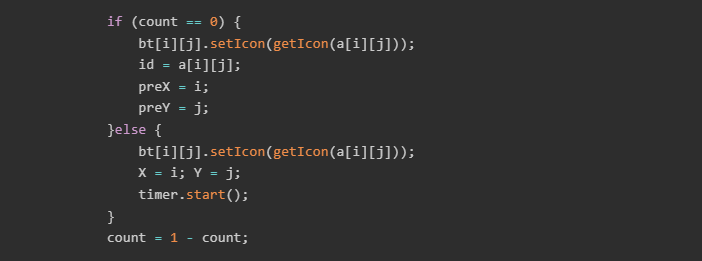 if (count == 0) {
    bt[i][j].setIcon(getIcon(a[i][j]));
    id = a[i][j];
    preX = i;
    preY = j;
}else {
    bt[i][j].setIcon(getIcon(a[i][j]));
    X = i; Y = j;
    timer.start();
}
count = 1 - count;